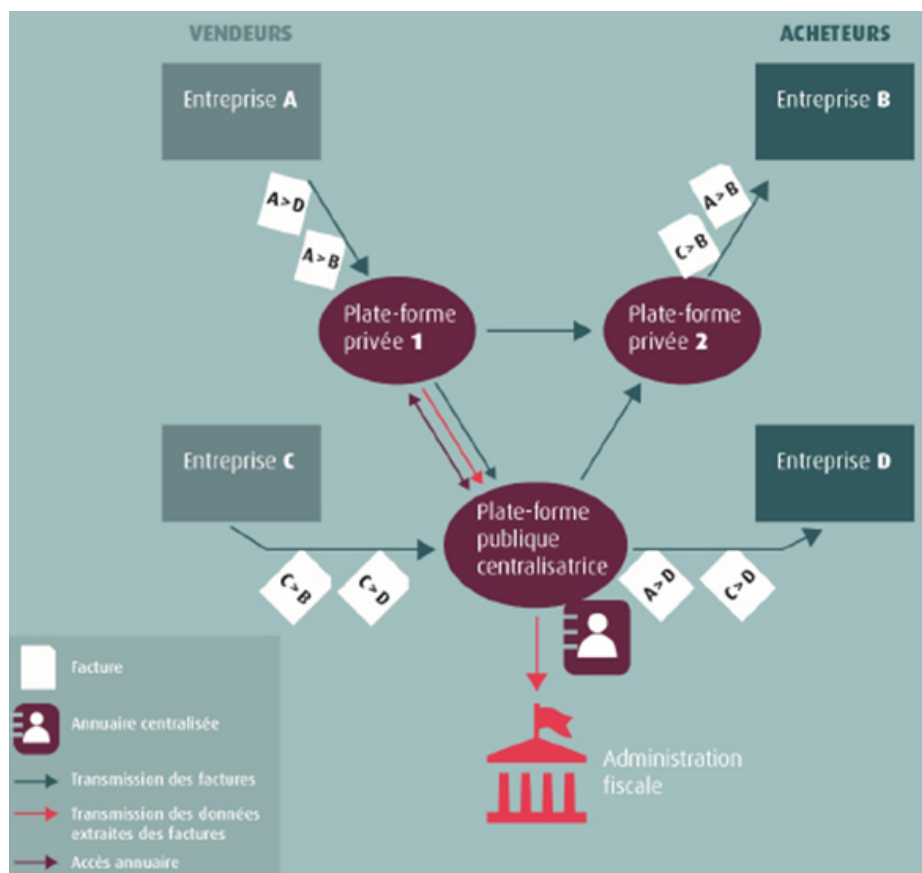 VENDEURS
ACHETEURS
Entreprise A
Entreprise B
A>D
A>B
A>B
C>B
Plate-forme
privée 1
Plate-forme
privée 2
Entreprise C
Entreprise D
Plate-forme
publique
centralisatrice
C>B
C>D
A>D
C>D
Facture
Annuaire centralisée
Transmission des factures
Transmission des données
extraites des factures
Accès annuaire
Administration
fiscale